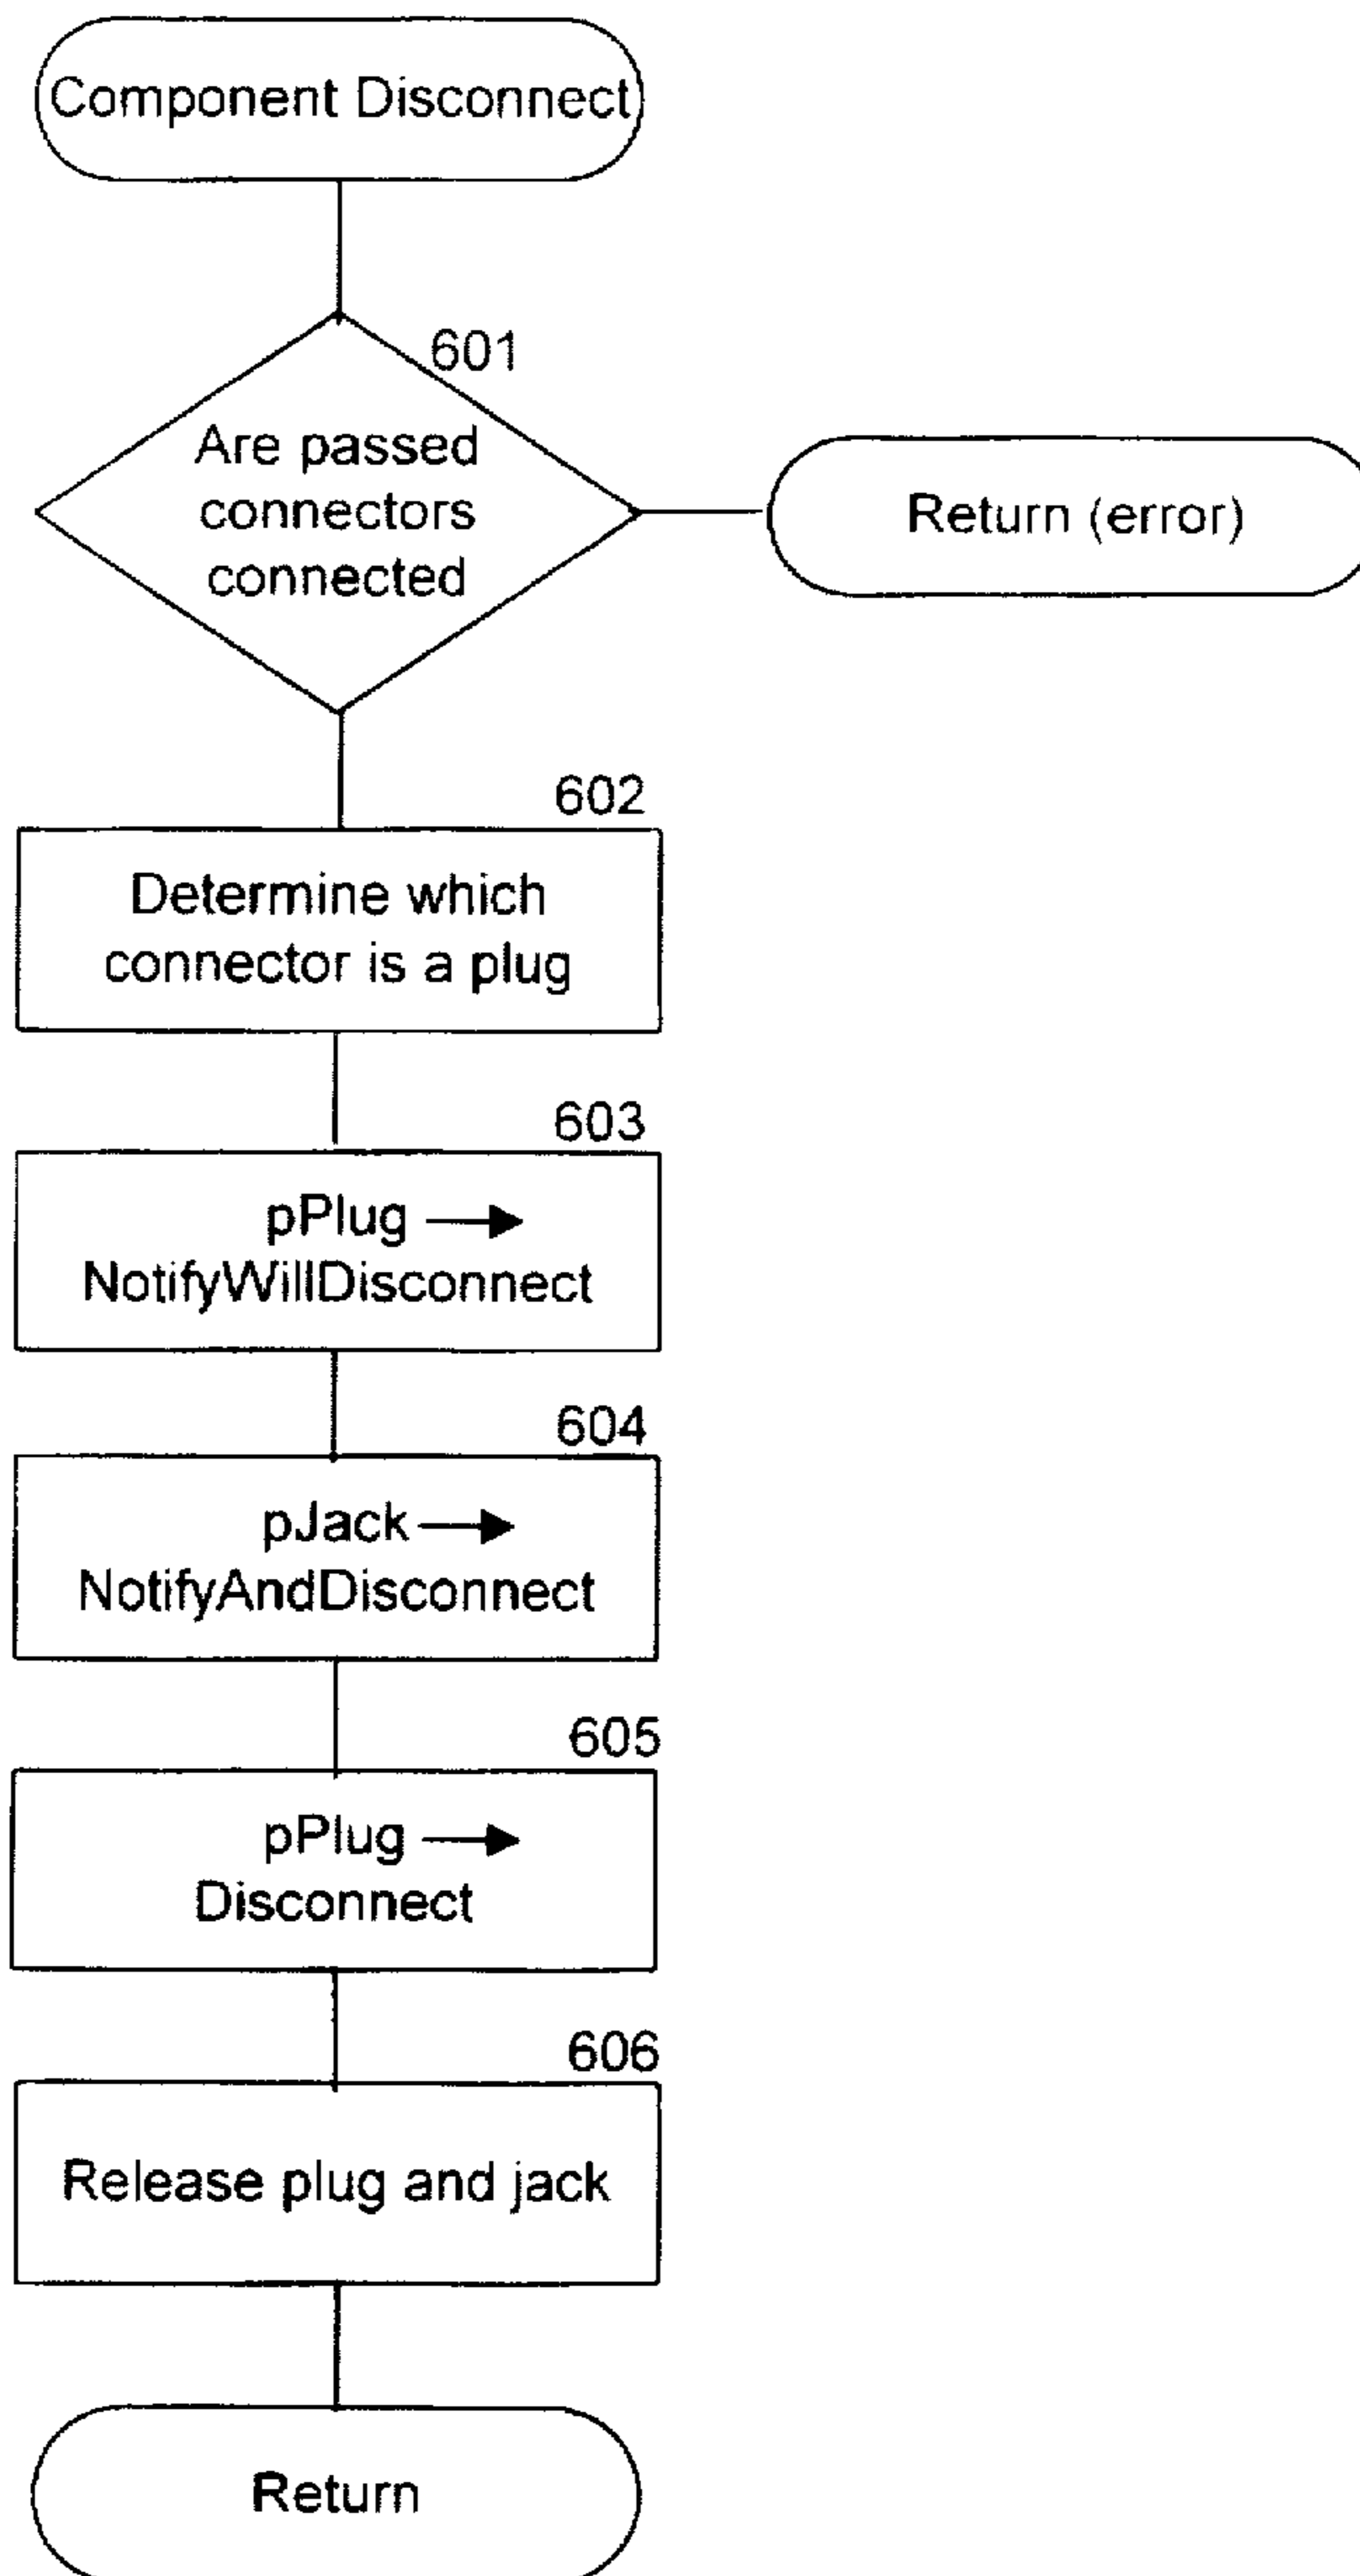 Component Disconnect
601
Are passed
connectors
connected
Return (error)
602
Determine which
connector is a plug
603
pPlug →
NotifyWillDisconnect
604
pJack →
NotifyAndDisconnect
605
pPlug →
Disconnect
606
Release plug and jack
Return